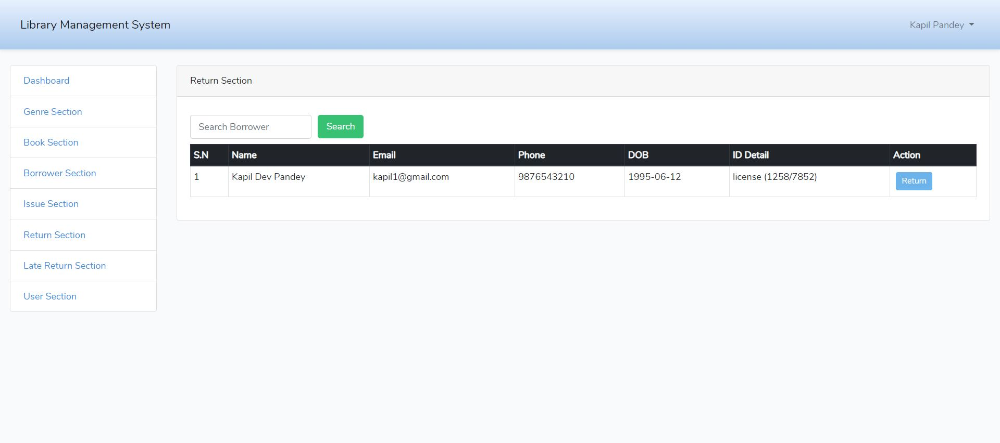 Library Management System
Kapil Pandey
Dashboard
Genre Section
Book Section
Borrower Section
Issue Section
Return Section
Late Return Section
User Section
Return Section
Search Borrower Search
S.N Name Email Phone DOB ID Detail Action
1 Kapil Dev Pandey kapil1@gmail.com 9876543210 1995-06-12 license (1258/7852) Return